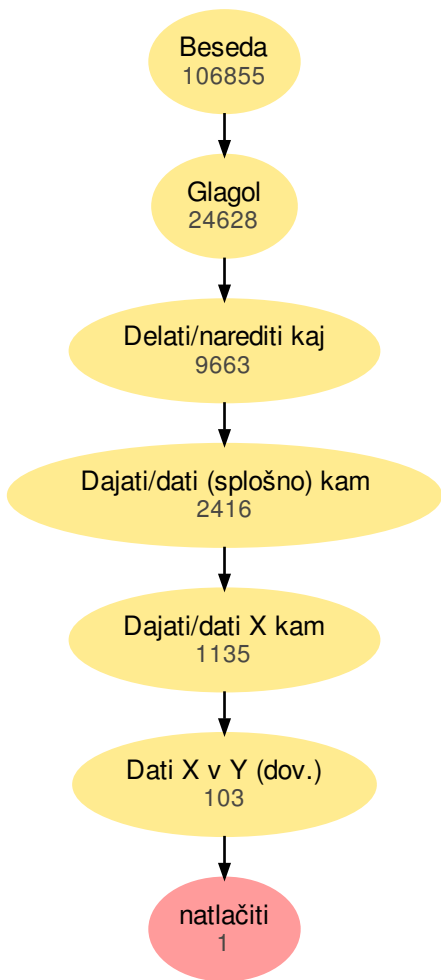 Beseda
106855
Glagol
24628
Delati/narediti kaj
9663
Dajati/dati (splošno) kam
2416
Dajati/dati X kam
1135
Dati X v Y (dov.)
103
natlačiti
1